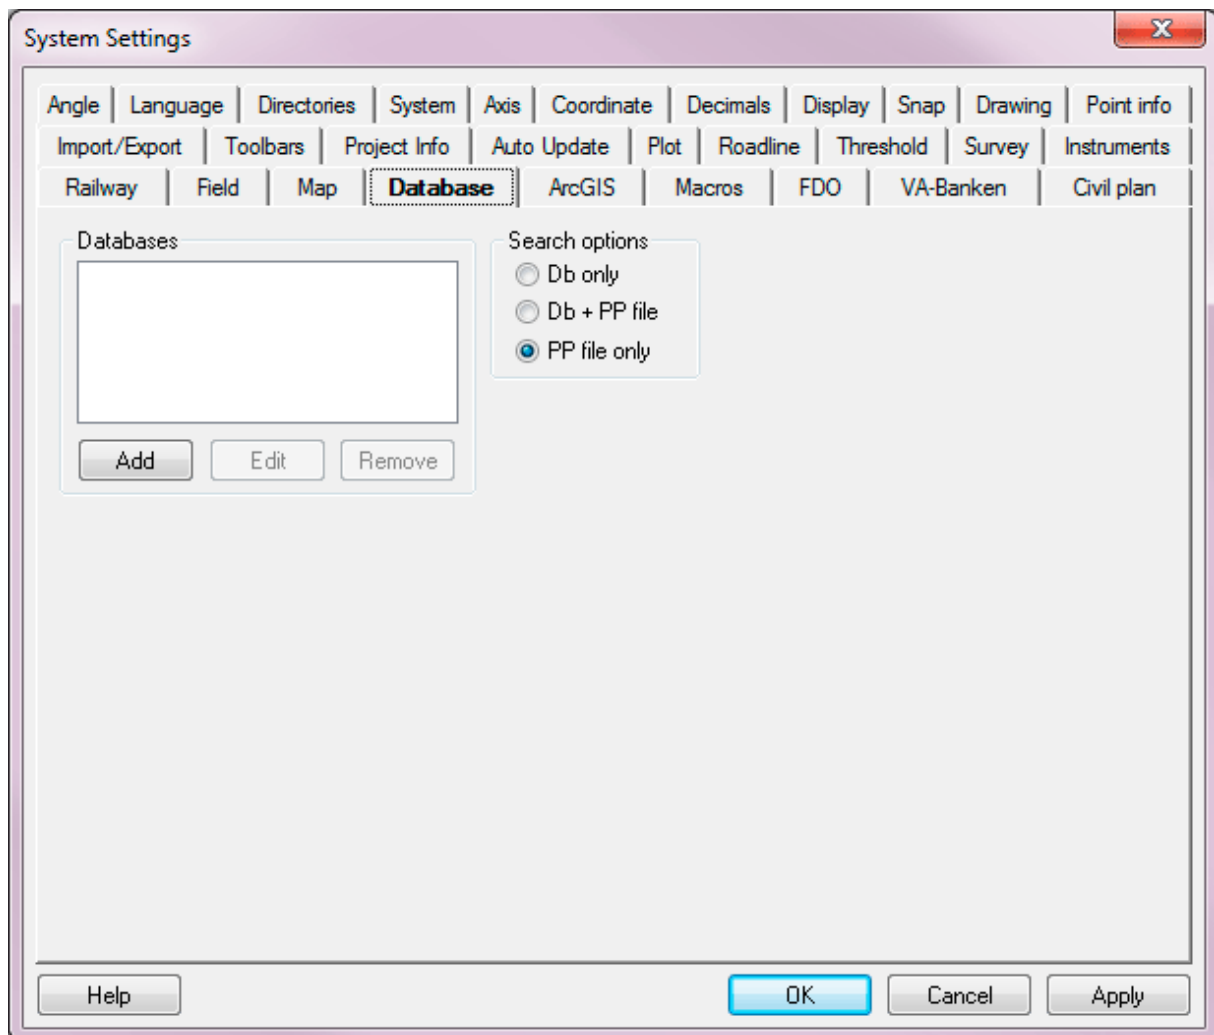 System Settings
Angle Language Directories System Axis Coordinate Decimals Display Snap Drawing Point info
Import/Export Toolbars Project Info Auto Update Plot Roadline Threshold Survey Instruments
Railway Field Map Database ArcGIS Macros FDO VA-Banken Civil plan
Databases
Add Edit Remove
Search options
Db only
Db + PP file
PP file only
Help OK Cancel Apply